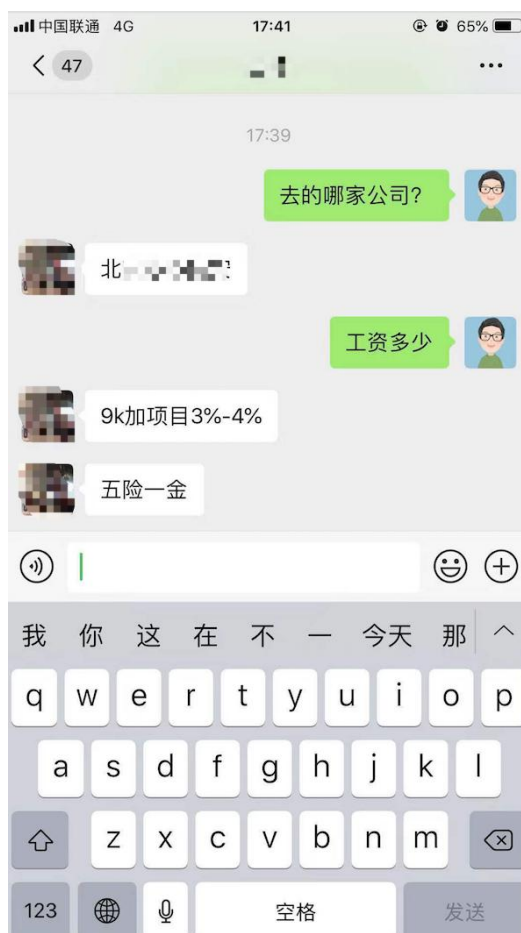 中国联通 4G 17:41 65%
47
17:39
去的哪家公司?
北
工资多少
9k加项目3%-4%
五险一金
我 你 这 在 不 一 今天 那
q w e r t y u i o p
a s d f g h j k l
z x c v b n m
123 空格 发送